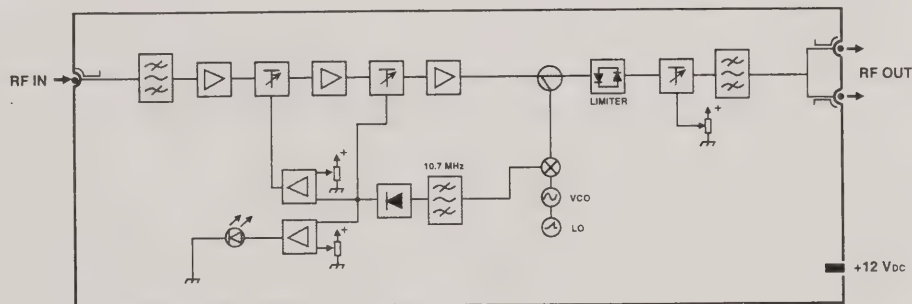 RF IN
RF OUT
LIMITER
+
+
10.7 MHz
VCO
+
LO
+12 VDC